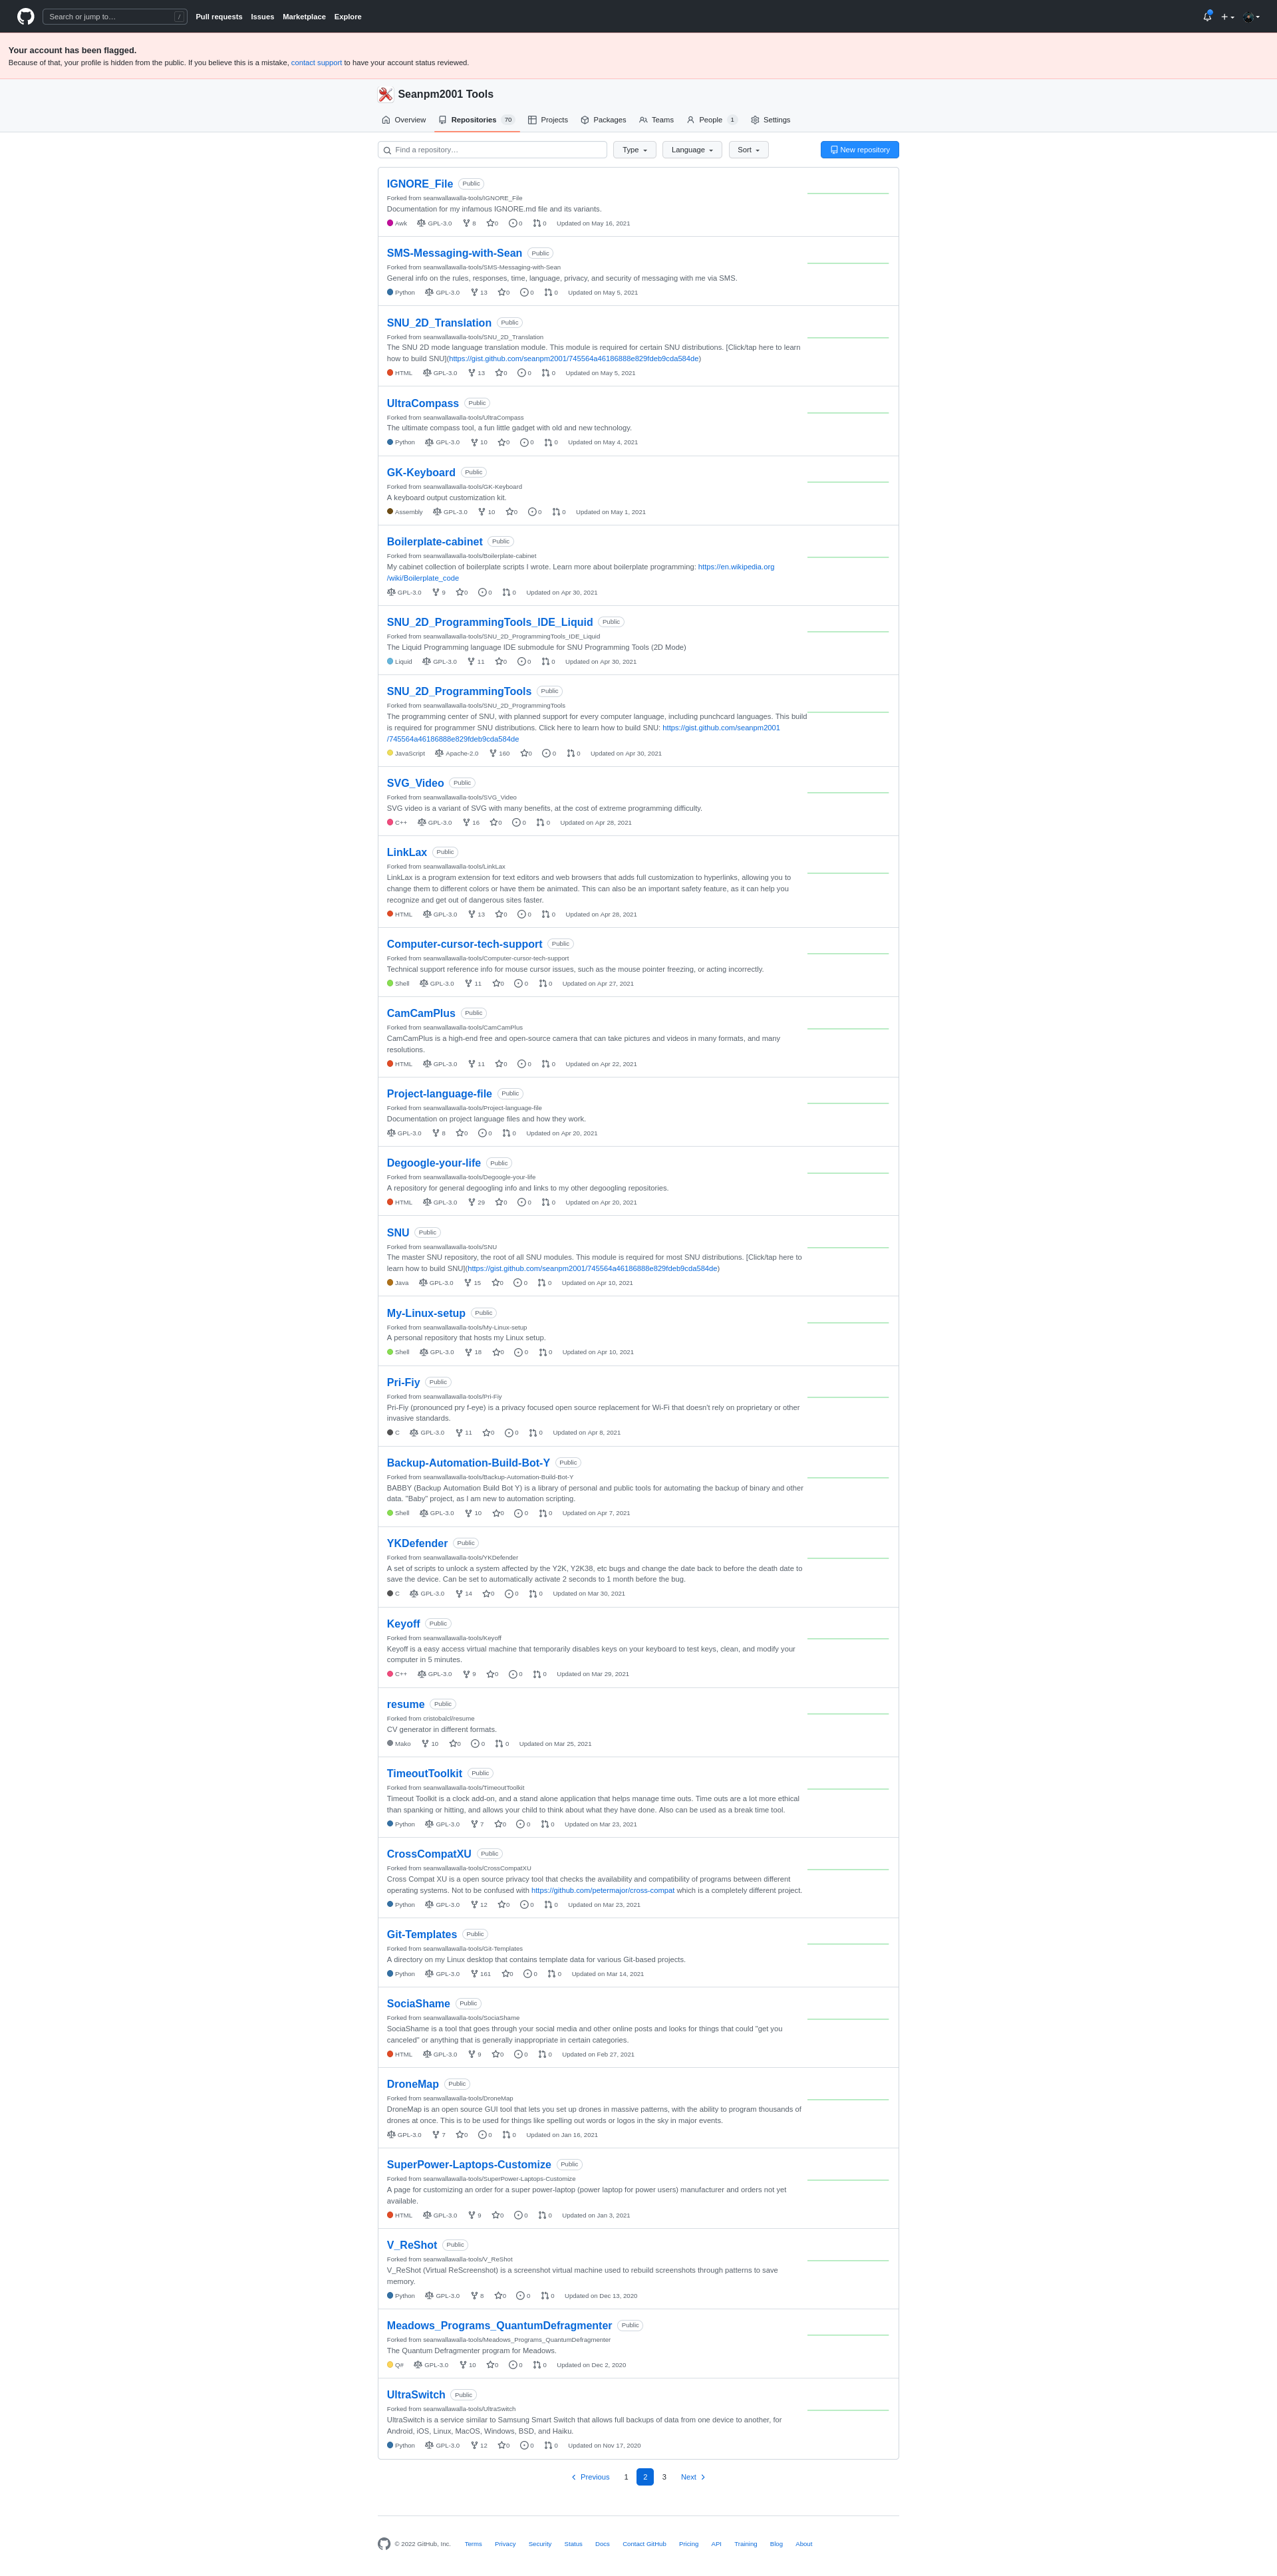 Search or jump to… /
Pull requests Issues Marketplace Explore
Your account has been flagged.
Because of that, your profile is hidden from the public. If you believe this is a mistake, contact support to have your account status reviewed.
Seanpm2001 Tools
Overview Repositories 70 Projects Packages Teams People 1 Settings
Find a repository… Type Language Sort New repository
IGNORE_File Public
Forked from seanwallawalla-tools/IGNORE_File
Documentation for my infamous IGNORE.md file and its variants.
Awk GPL-3.0 8 0 0 0 Updated on May 16, 2021
SMS-Messaging-with-Sean Public
Forked from seanwallawalla-tools/SMS-Messaging-with-Sean
General info on the rules, responses, time, language, privacy, and security of messaging with me via SMS.
Python GPL-3.0 13 0 0 0 Updated on May 5, 2021
SNU_2D_Translation Public
Forked from seanwallawalla-tools/SNU_2D_Translation
The SNU 2D mode language translation module. This module is required for certain SNU distributions. [Click/tap here to learn
how to build SNU](https://gist.github.com/seanpm2001/745564a46186888e829fdeb9cda584de)
HTML GPL-3.0 13 0 0 0 Updated on May 5, 2021
UltraCompass Public
Forked from seanwallawalla-tools/UltraCompass
The ultimate compass tool, a fun little gadget with old and new technology.
Python GPL-3.0 10 0 0 0 Updated on May 4, 2021
GK-Keyboard Public
Forked from seanwallawalla-tools/GK-Keyboard
A keyboard output customization kit.
Assembly GPL-3.0 10 0 0 0 Updated on May 1, 2021
Boilerplate-cabinet Public
Forked from seanwallawalla-tools/Boilerplate-cabinet
My cabinet collection of boilerplate scripts I wrote. Learn more about boilerplate programming: https://en.wikipedia.org
/wiki/Boilerplate_code
GPL-3.0 9 0 0 0 Updated on Apr 30, 2021
SNU_2D_ProgrammingTools_IDE_Liquid Public
Forked from seanwallawalla-tools/SNU_2D_ProgrammingTools_IDE_Liquid
The Liquid Programming language IDE submodule for SNU Programming Tools (2D Mode)
Liquid GPL-3.0 11 0 0 0 Updated on Apr 30, 2021
SNU_2D_ProgrammingTools Public
Forked from seanwallawalla-tools/SNU_2D_ProgrammingTools
The programming center of SNU, with planned support for every computer language, including punchcard languages. This build
is required for programmer SNU distributions. Click here to learn how to build SNU: https://gist.github.com/seanpm2001
/745564a46186888e829fdeb9cda584de
JavaScript Apache-2.0 160 0 0 0 Updated on Apr 30, 2021
SVG_Video Public
Forked from seanwallawalla-tools/SVG_Video
SVG video is a variant of SVG with many benefits, at the cost of extreme programming difficulty.
C++ GPL-3.0 16 0 0 0 Updated on Apr 28, 2021
LinkLax Public
Forked from seanwallawalla-tools/LinkLax
LinkLax is a program extension for text editors and web browsers that adds full customization to hyperlinks, allowing you to
change them to different colors or have them be animated. This can also be an important safety feature, as it can help you
recognize and get out of dangerous sites faster.
HTML GPL-3.0 13 0 0 0 Updated on Apr 28, 2021
Computer-cursor-tech-support Public
Forked from seanwallawalla-tools/Computer-cursor-tech-support
Technical support reference info for mouse cursor issues, such as the mouse pointer freezing, or acting incorrectly.
Shell GPL-3.0 11 0 0 0 Updated on Apr 27, 2021
CamCamPlus Public
Forked from seanwallawalla-tools/CamCamPlus
CamCamPlus is a high-end free and open-source camera that can take pictures and videos in many formats, and many
resolutions.
HTML GPL-3.0 11 0 0 0 Updated on Apr 22, 2021
Project-language-file Public
Forked from seanwallawalla-tools/Project-language-file
Documentation on project language files and how they work.
GPL-3.0 8 0 0 0 Updated on Apr 20, 2021
Degoogle-your-life Public
Forked from seanwallawalla-tools/Degoogle-your-life
A repository for general degoogling info and links to my other degoogling repositories.
HTML GPL-3.0 29 0 0 0 Updated on Apr 20, 2021
SNU Public
Forked from seanwallawalla-tools/SNU
The master SNU repository, the root of all SNU modules. This module is required for most SNU distributions. [Click/tap here to
learn how to build SNU](https://gist.github.com/seanpm2001/745564a46186888e829fdeb9cda584de)
Java GPL-3.0 15 0 0 0 Updated on Apr 10, 2021
My-Linux-setup Public
Forked from seanwallawalla-tools/My-Linux-setup
A personal repository that hosts my Linux setup.
Shell GPL-3.0 18 0 0 0 Updated on Apr 10, 2021
Pri-Fiy Public
Forked from seanwallawalla-tools/Pri-Fiy
Pri-Fiy (pronounced pry f-eye) is a privacy focused open source replacement for Wi-Fi that doesn't rely on proprietary or other
invasive standards.
C GPL-3.0 11 0 0 0 Updated on Apr 8, 2021
Backup-Automation-Build-Bot-Y Public
Forked from seanwallawalla-tools/Backup-Automation-Build-Bot-Y
BABBY (Backup Automation Build Bot Y) is a library of personal and public tools for automating the backup of binary and other
data. "Baby" project, as I am new to automation scripting.
Shell GPL-3.0 10 0 0 0 Updated on Apr 7, 2021
YKDefender Public
Forked from seanwallawalla-tools/YKDefender
A set of scripts to unlock a system affected by the Y2K, Y2K38, etc bugs and change the date back to before the death date to
save the device. Can be set to automatically activate 2 seconds to 1 month before the bug.
C GPL-3.0 14 0 0 0 Updated on Mar 30, 2021
Keyoff Public
Forked from seanwallawalla-tools/Keyoff
Keyoff is a easy access virtual machine that temporarily disables keys on your keyboard to test keys, clean, and modify your
computer in 5 minutes.
C++ GPL-3.0 9 0 0 0 Updated on Mar 29, 2021
resume Public
Forked from cristobalcl/resume
CV generator in different formats.
Mako 10 0 0 0 Updated on Mar 25, 2021
TimeoutToolkit Public
Forked from seanwallawalla-tools/TimeoutToolkit
Timeout Toolkit is a clock add-on, and a stand alone application that helps manage time outs. Time outs are a lot more ethical
than spanking or hitting, and allows your child to think about what they have done. Also can be used as a break time tool.
Python GPL-3.0 7 0 0 0 Updated on Mar 23, 2021
CrossCompatXU Public
Forked from seanwallawalla-tools/CrossCompatXU
Cross Compat XU is a open source privacy tool that checks the availability and compatibility of programs between different
operating systems. Not to be confused with https://github.com/petermajor/cross-compat which is a completely different project.
Python GPL-3.0 12 0 0 0 Updated on Mar 23, 2021
Git-Templates Public
Forked from seanwallawalla-tools/Git-Templates
A directory on my Linux desktop that contains template data for various Git-based projects.
Python GPL-3.0 161 0 0 0 Updated on Mar 14, 2021
SociaShame Public
Forked from seanwallawalla-tools/SociaShame
SociaShame is a tool that goes through your social media and other online posts and looks for things that could "get you
canceled" or anything that is generally inappropriate in certain categories.
HTML GPL-3.0 9 0 0 0 Updated on Feb 27, 2021
DroneMap Public
Forked from seanwallawalla-tools/DroneMap
DroneMap is an open source GUI tool that lets you set up drones in massive patterns, with the ability to program thousands of
drones at once. This is to be used for things like spelling out words or logos in the sky in major events.
GPL-3.0 7 0 0 0 Updated on Jan 16, 2021
SuperPower-Laptops-Customize Public
Forked from seanwallawalla-tools/SuperPower-Laptops-Customize
A page for customizing an order for a super power-laptop (power laptop for power users) manufacturer and orders not yet
available.
HTML GPL-3.0 9 0 0 0 Updated on Jan 3, 2021
V_ReShot Public
Forked from seanwallawalla-tools/V_ReShot
V_ReShot (Virtual ReScreenshot) is a screenshot virtual machine used to rebuild screenshots through patterns to save
memory.
Python GPL-3.0 8 0 0 0 Updated on Dec 13, 2020
Meadows_Programs_QuantumDefragmenter Public
Forked from seanwallawalla-tools/Meadows_Programs_QuantumDefragmenter
The Quantum Defragmenter program for Meadows.
Q# GPL-3.0 10 0 0 0 Updated on Dec 2, 2020
UltraSwitch Public
Forked from seanwallawalla-tools/UltraSwitch
UltraSwitch is a service similar to Samsung Smart Switch that allows full backups of data from one device to another, for
Android, iOS, Linux, MacOS, Windows, BSD, and Haiku.
Python GPL-3.0 12 0 0 0 Updated on Nov 17, 2020
Previous 1 2 3 Next
© 2022 GitHub, Inc. Terms Privacy Security Status Docs Contact GitHub Pricing API Training Blog About